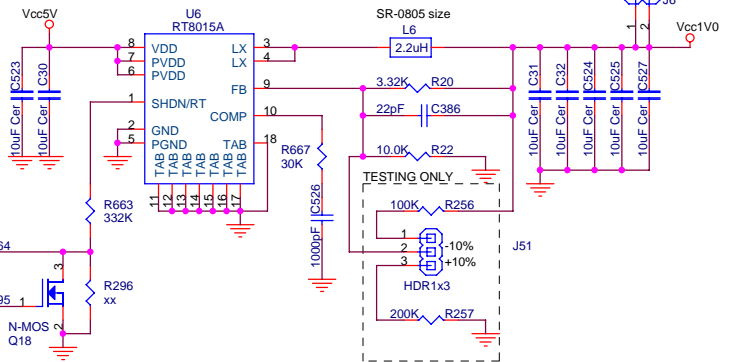 J6
Vcc5V
U6
RT8015A
SR-0805 size
L6
2.2uH
Vcc1V0
1
2
8
7
6
VDD
PVDD
PVDD
LX
LX
3
4
C523
10uF Cer
C30
10uF Cer
1
SHDN/RT
FB
9
COMP
10
2
5
GND
PGND
TAB
18
TAB
TAB
TAB
TAB
TAB
TAB
TAB
11
12
13
14
15
16
17
3.32K
R20
22pF
C386
10.0K
R22
C31
10uF Cer
C32
10uF Cer
C524
10uF Cer
C525
10uF Cer
C527
10uF Cer
R667
30K
C526
1000pF
TESTING ONLY
100K
R256
1
2
3
-10%
+10%
HDR1x3
J51
200K
R257
R663
332K
64
95
1
3
2
N-MOS
Q18
R296
xx